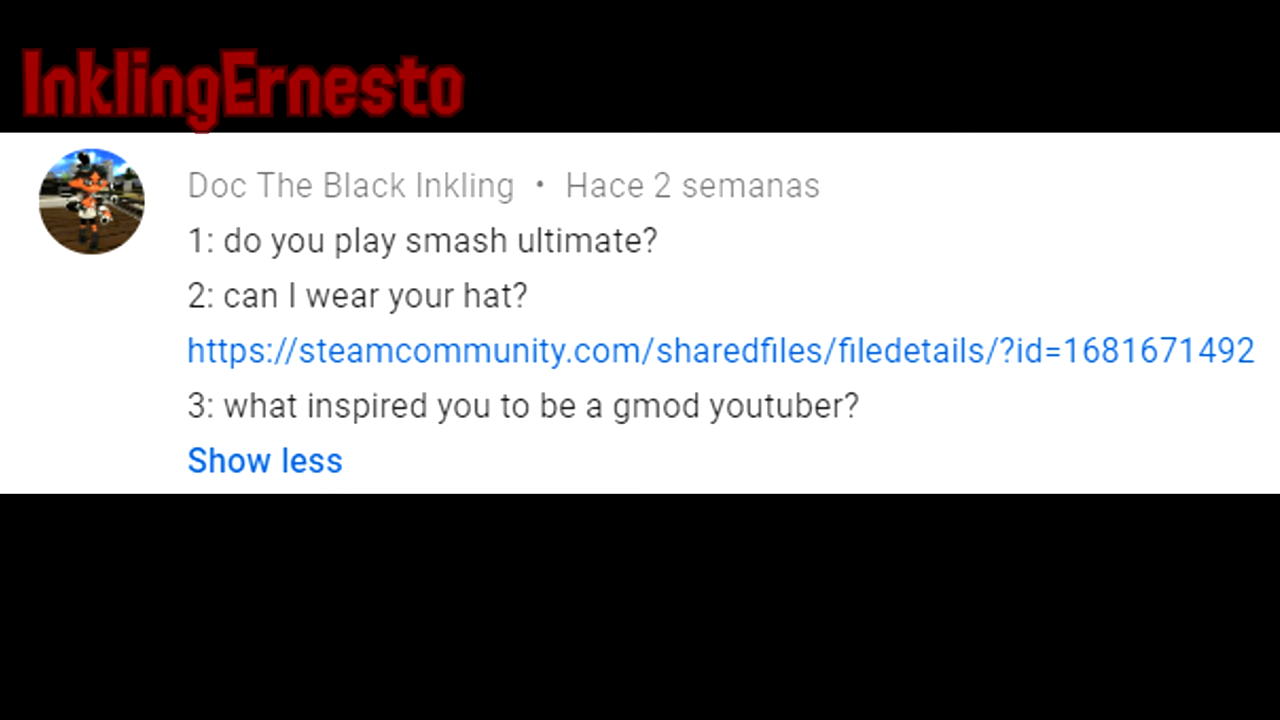 InklingErnesto
Doc The Black Inkling • Hace 2 semanas
1: do you play smash ultimate?
2: can I wear your hat?
https://steamcommunity.com/sharedfiles/filedetails/?id=1681671492
3: what inspired you to be a gmod youtuber?
Show less